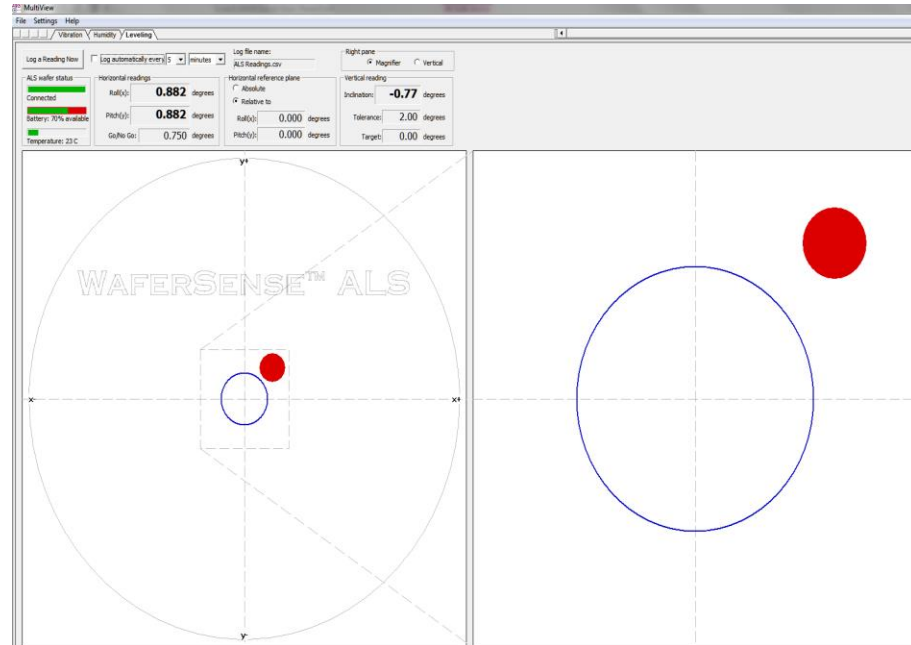 MultiView
File Settings Help
Vibration Humidity Leveling
Log a Reading Now
Log automatically every 5 minutes
Log file name:
ALS Readings.csv
Right pane
Magnifier Vertical
ALS wafer status
Connected
Battery: 70% available
Temperature: 23 C
Horizontal readings
Roll(x): 0.882 degrees
Pitch(y): 0.882 degrees
Go/No Go: 0.750 degrees
Horizontal reference plane
Absolute
Relative to
Roll(x): 0.000 degrees
Pitch(y): 0.000 degrees
Vertical reading
Inclination: -0.77 degrees
Tolerance: 2.00 degrees
Target: 0.00 degrees
y+
WAFERSENSE™ ALS
x- x+
y-